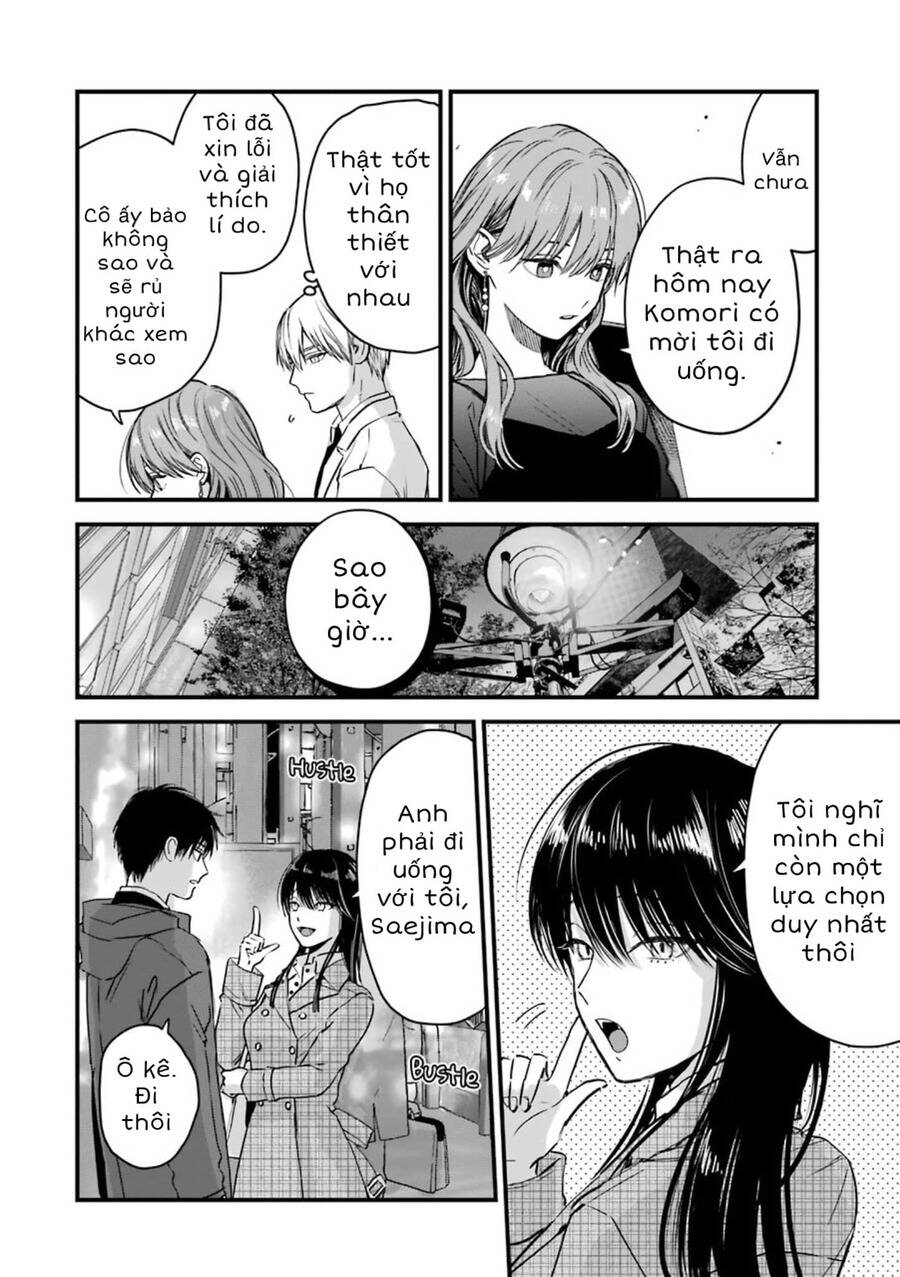 vẫn
chưa
Thật ra
hôm nay
Komori có
mời tôi đi
uống.
Thật tốt
vì họ
thân
thiết
với
nhau
Tôi đã
xin lỗi
và giải
thích
lí do.
Cô ấy bảo
không
sao và
sẽ rủ
người
khác xem
sao
Sao
bây
giờ...
Tôi nghĩ
mình chỉ
còn một
lựa chọn
duy nhất
thôi
Hustle
Anh
phải đi
uống
với tôi,
Saejima
Bustle
Ô kê.
Đi
thôi